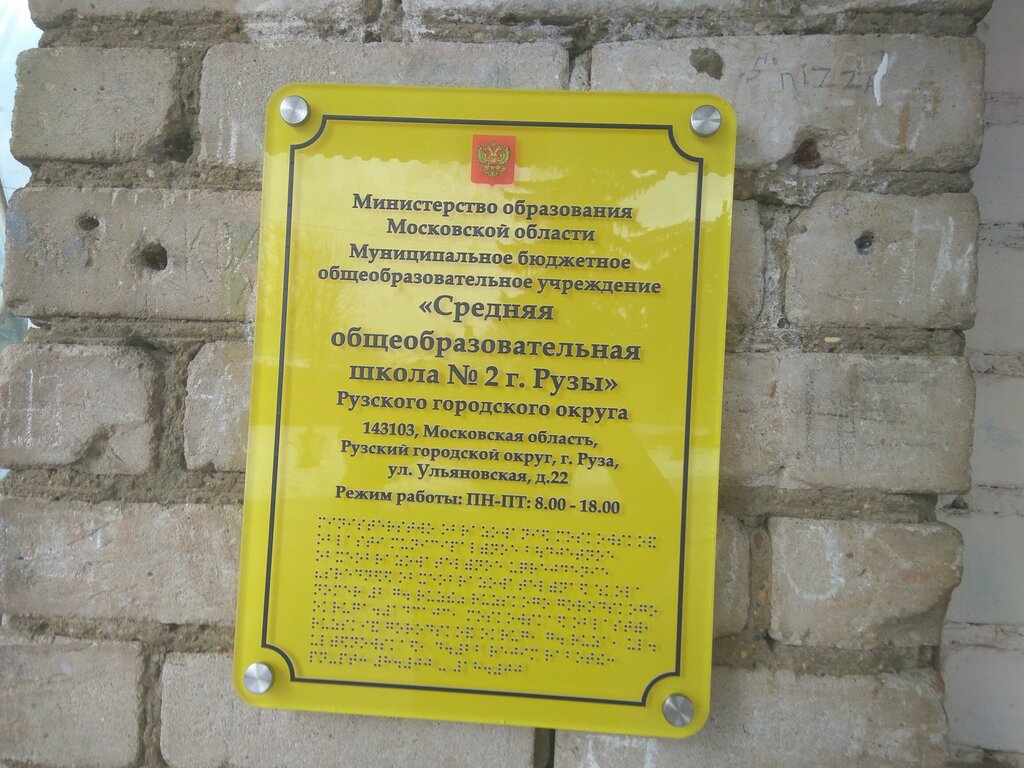 Министерство образования
Московской области
Муниципальное бюджетное
общеобразовательное учреждение
«Средняя
общеобразовательная
школа № 2 г. Рузы»
Рузского городского округа
143103, Московская область,
Рузский городской округ, г. Руза,
ул. Ульяновская, д.22
Режим работы: ПН-ПТ: 8.00 - 18.00